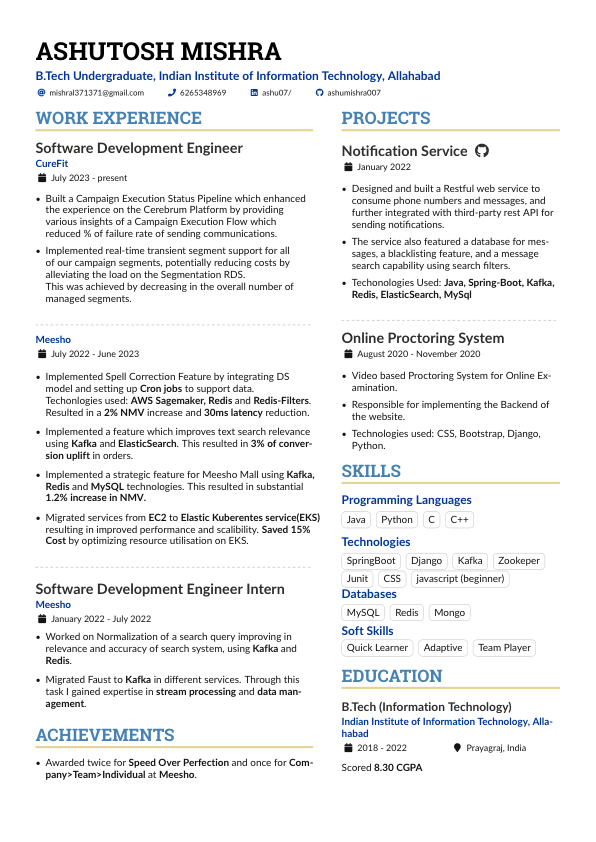 ASHUTOSH MISHRA
B.Tech Undergraduate, Indian Institute of Information Technology, Allahabad
mishral371371@gmail.com 6265348969 ashu07/ ashumishra007
WORK EXPERIENCE
Software Development Engineer
CureFit
July 2023 - present
• Built a Campaign Execution Status Pipeline which enhanced
the experience on the Cerebrum Platform by providing
various insights of a Campaign Execution Flow which
reduced % of failure rate of sending communications.
• Implemented real-time transient segment support for all
of our campaign segments, potentially reducing costs by
alleviating the load on the Segmentation RDS.
This was achieved by decreasing in the overall number of
managed segments.
Meesho
July 2022 - June 2023
• Implemented Spell Correction Feature by integrating DS
model and setting up Cron jobs to support data.
Techonlogies used: AWS Sagemaker, Redis and Redis-Filters.
Resulted in a 2% NMV increase and 30ms latency reduction.
• Implemented a feature which improves text search relevance
using Kafka and ElasticSearch. This resulted in 3% of conver-
sion uplift in orders.
• Implemented a strategic feature for Meesho Mall using Kafka,
Redis and MySQL technologies. This resulted in substantial
1.2% increase in NMV.
• Migrated services from EC2 to Elastic Kuberentes service(EKS)
resulting in improved performance and scalibility. Saved 15%
Cost by optimizing resource utilisation on EKS.
Software Development Engineer Intern
Meesho
January 2022 - July 2022
• Worked on Normalization of a search query improving in
relevance and accuracy of search system, using Kafka and
Redis.
• Migrated Faust to Kafka in different services. Through this
task I gained expertise in stream processing and data man-
agement.
ACHIEVEMENTS
• Awarded twice for Speed Over Perfection and once for Com-
pany>Team>Individual at Meesho.
PROJECTS
Notification Service
January 2022
• Designed and built a Restful web service to
consume phone numbers and messages, and
further integrated with third-party rest API for
sending notifications.
• The service also featured a database for mes-
sages, a blacklisting feature, and a message
search capability using search filters.
• Techonologies Used: Java, Spring-Boot, Kafka,
Redis, ElasticSearch, MySql
Online Proctoring System
August 2020 - November 2020
• Video based Proctoring System for Online Ex-
amination.
• Responsible for implementing the Backend of
the website.
• Technologies used: CSS, Bootstrap, Django,
Python.
SKILLS
Programming Languages
Java Python C C++
Technologies
SpringBoot Django Kafka Zookeper
Junit CSS javascript (beginner)
Databases
MySQL Redis Mongo
Soft Skills
Quick Learner Adaptive Team Player
EDUCATION
B.Tech (Information Technology)
Indian Institute of Information Technology, Alla-
habad
2018 - 2022 Prayagraj, India
Scored 8.30 CGPA